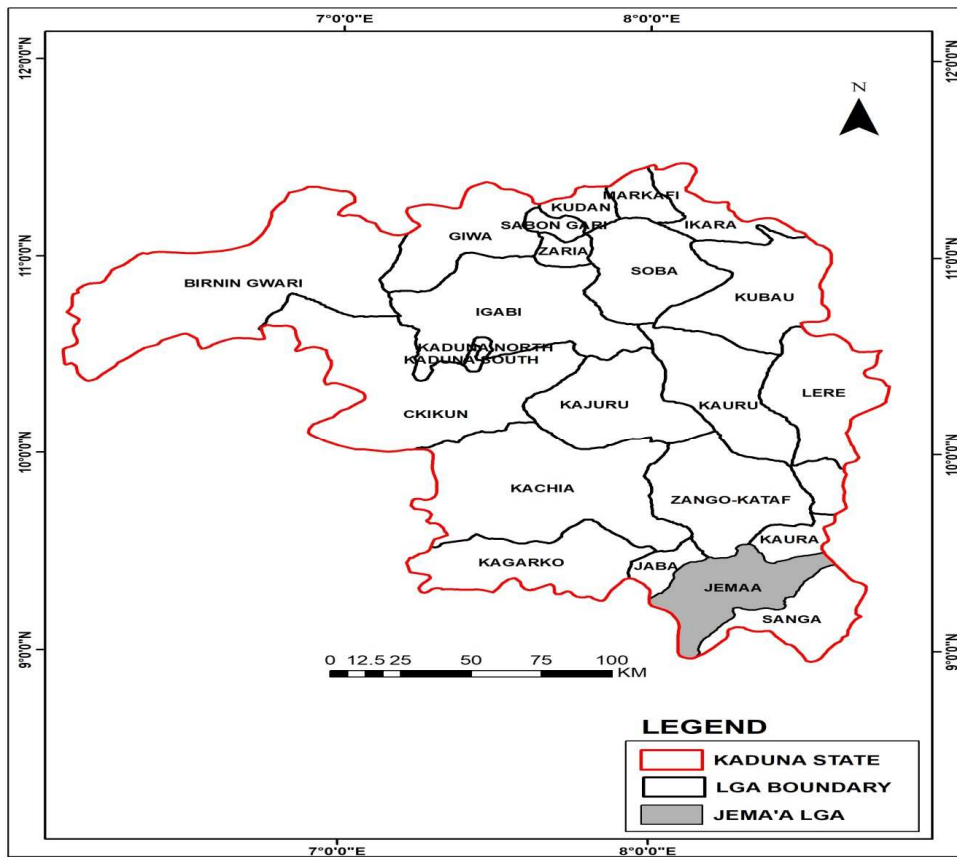 7°0'0"E 8°0'0"E
12°0'0"N 12°0'0"N
N
MARKAFI
KUDAN
SABON GARI IKARA
GIWA
ZARIA
11°0'0"N 11°0'0"N
SOBA
BIRNIN GWARI KUBAU
IGABI
KADUNA NORTH
KADUNA SOUTH
LERE
CKIKUN KAJURU KAURU
10°0'0"N 10°0'0"N
KACHIA
ZANGO-KATAF
KAURA
KAGARKO JABA
JEMAA
SANGA
9°0'0"N 9°0'0"N
0 12.5 25 50 75 100
KM
LEGEND
KADUNA STATE
LGA BOUNDARY
JEMA'A LGA
7°0'0"E 8°0'0"E